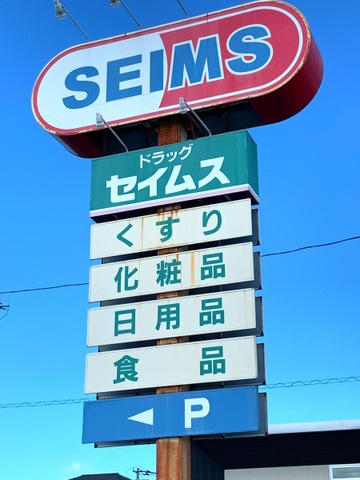 SEIMS
ドラッグ
セイムス
くすり
化粧品
日用品
食品
◀ P